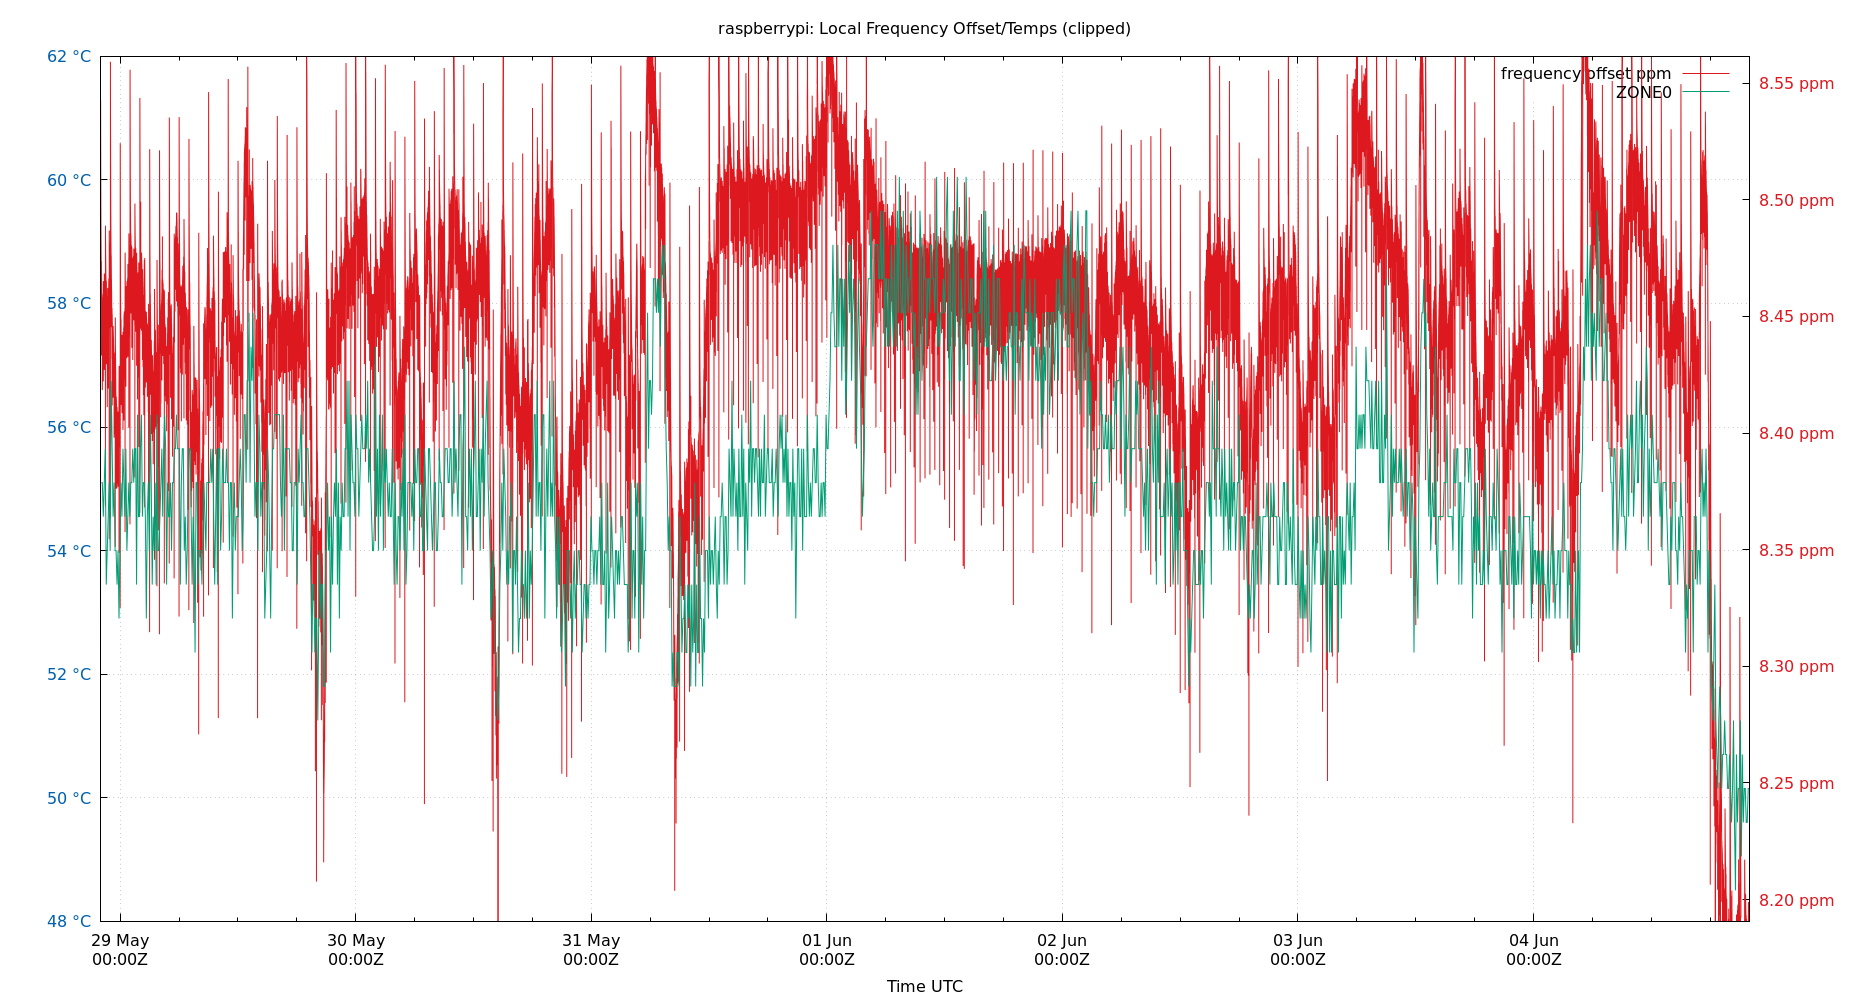 raspberrypi: Local Frequency Offset/Temps (clipped)
62 °C
60 °C
58 °C
56 °C
54 °C
52 °C
50 °C
48 °C
frequency offset ppm
ZONE0
8.55 ppm
8.50 ppm
8.45 ppm
8.40 ppm
8.35 ppm
8.30 ppm
8.25 ppm
8.20 ppm
29 May 30 May 31 May 01 Jun 02 Jun 03 Jun 04 Jun
00:00Z 00:00Z 00:00Z 00:00Z 00:00Z 00:00Z 00:00Z
Time UTC